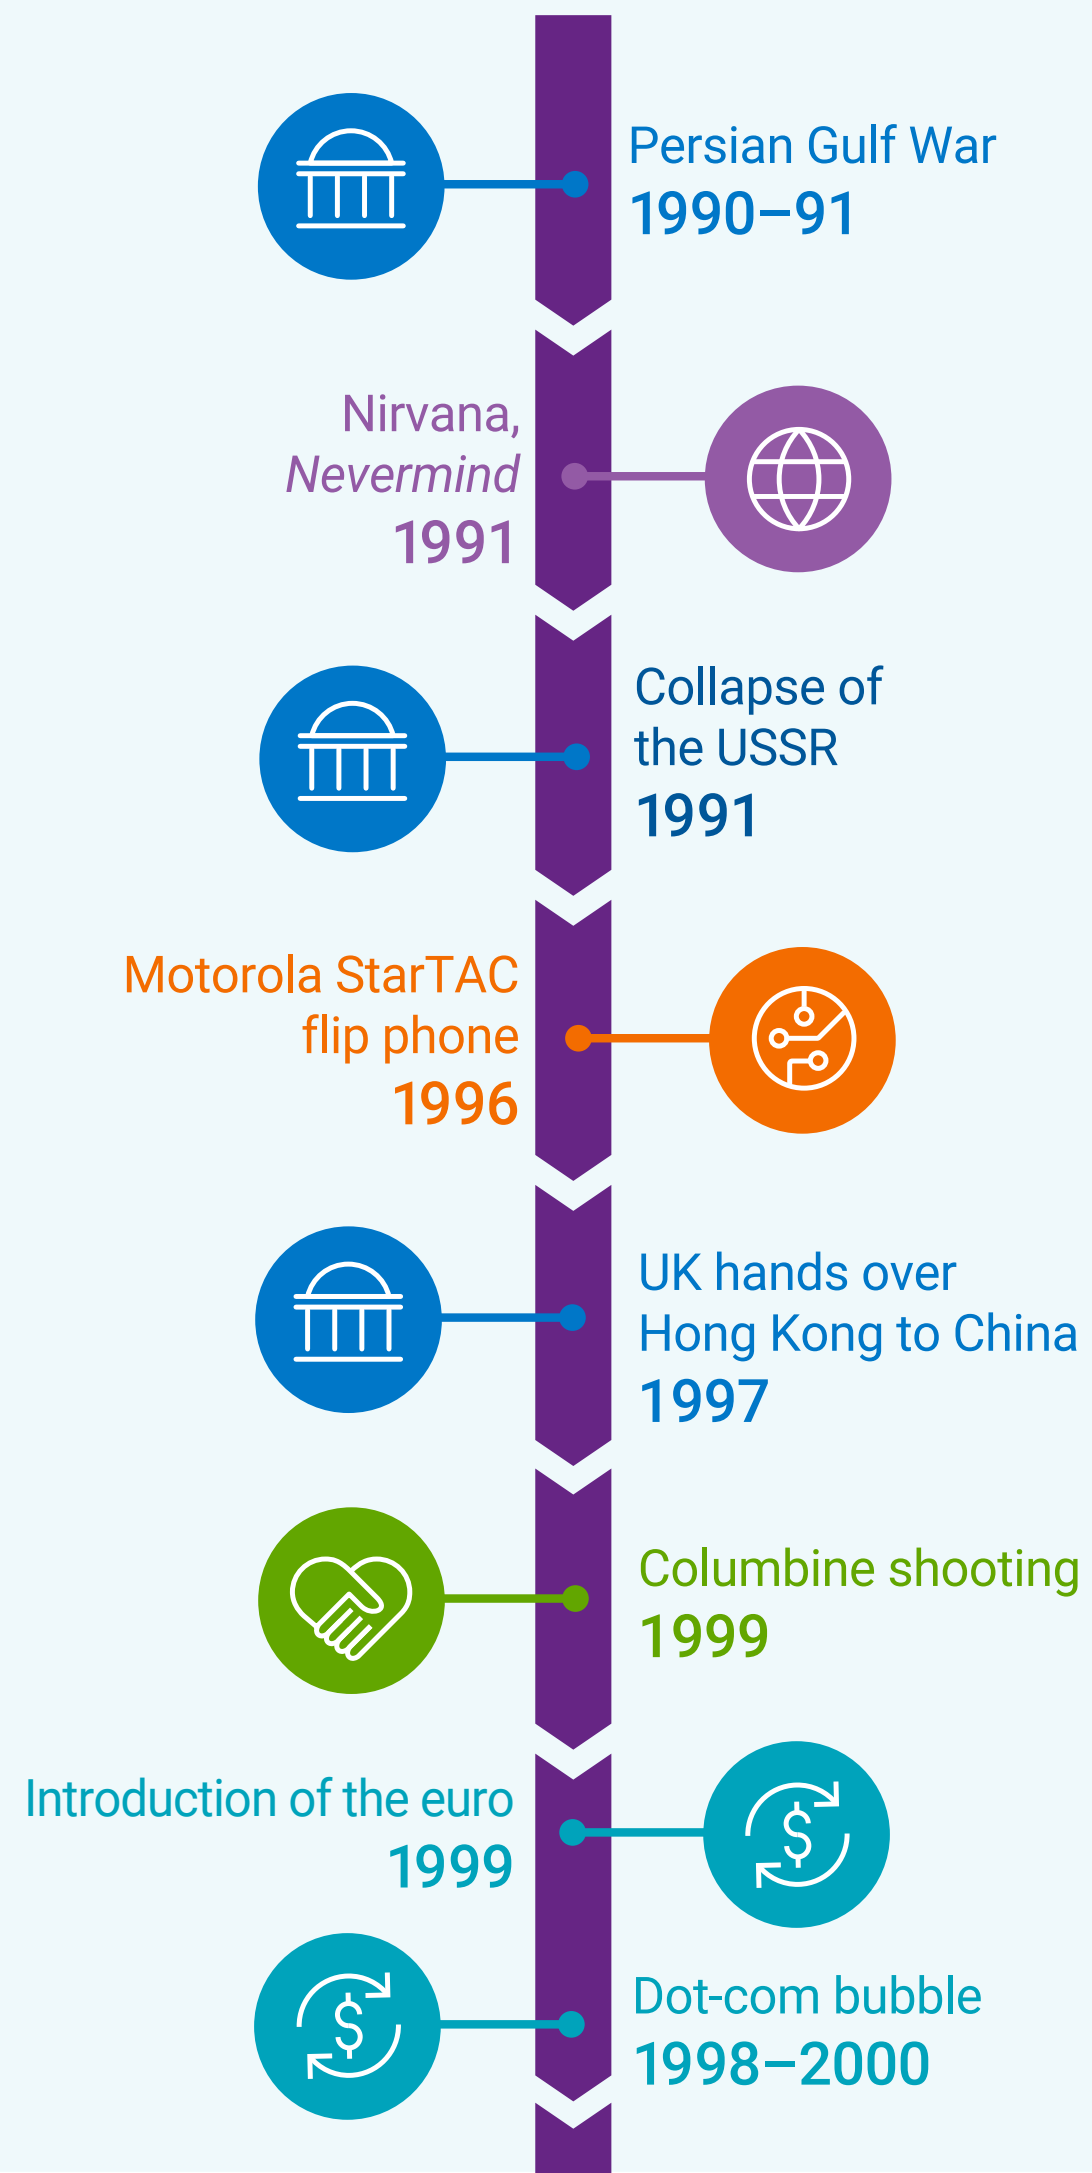 Persian Gulf War
1990–91
Nirvana,
Nevermind
1991
Collapse of
the USSR
1991
Motorola StarTAC
flip phone
1996
UK hands over
Hong Kong to China
1997
Columbine shooting
1999
Introduction of the euro
1999
Dot-com bubble
1998–2000